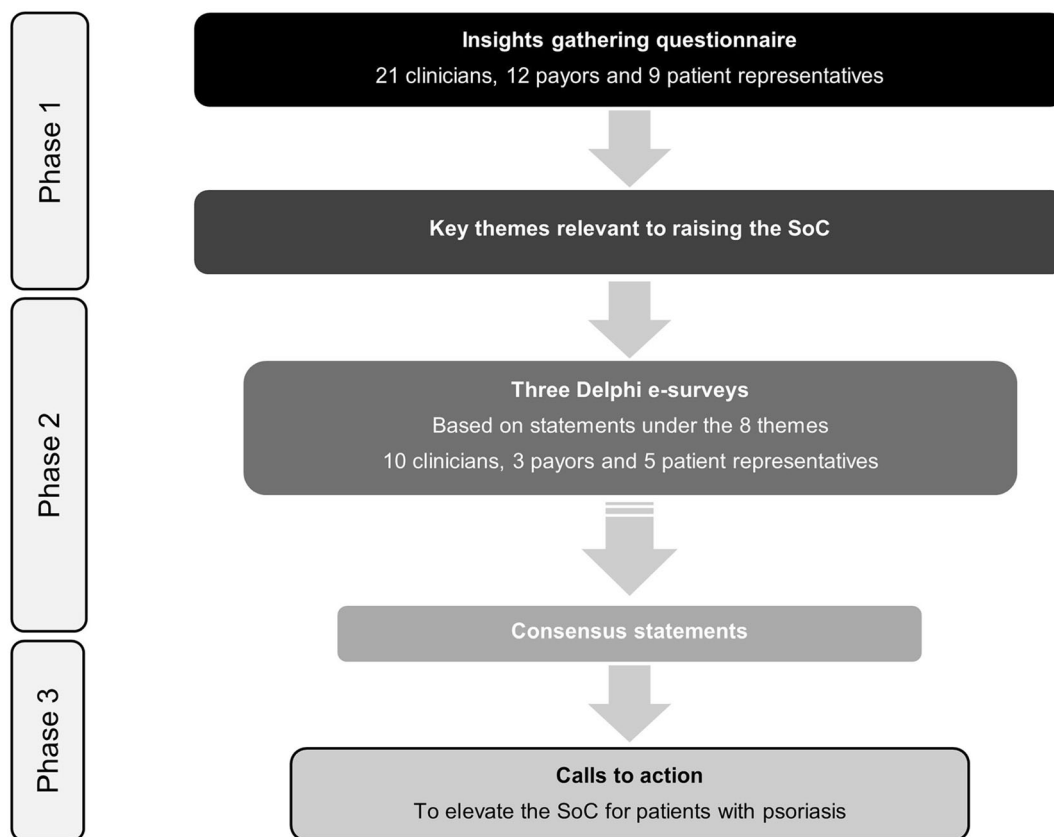 Phase 1
Insights gathering questionnaire
21 clinicians, 12 payors and 9 patient representatives
Key themes relevant to raising the SoC
Phase 2
Three Delphi e-surveys
Based on statements under the 8 themes
10 clinicians, 3 payors and 5 patient representatives
Consensus statements
Phase 3
Calls to action
To elevate the SoC for patients with psoriasis